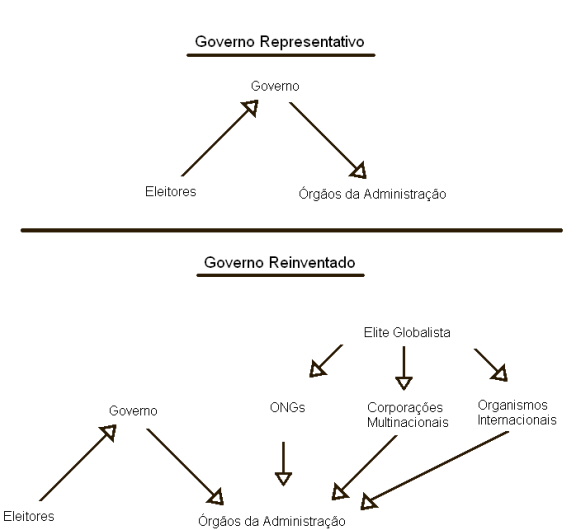 Governo Representativo
Governo
Eleitores
Órgãos da Administração
Governo Reinventado
Elite Globalista
Governo
ONGs
Corporações
Multinacionais
Organismos
Internacionais
Eleitores
Órgãos da Administração